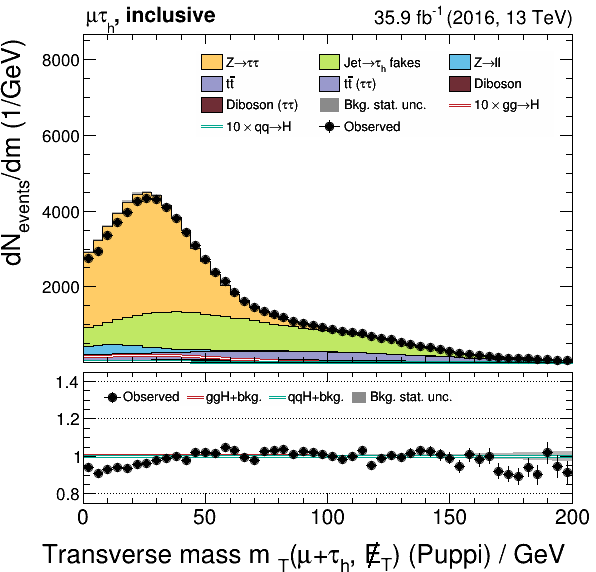 μτh, inclusive 35.9 fb⁻¹ (2016, 13 TeV)
dNevents/dm (1/GeV)
8000
6000
4000
2000
Z→ττ Jet→τh fakes Z→ll
tt̄ tt̄ (ττ) Diboson
Diboson (ττ) Bkg. stat. unc. 10 × gg→H
10 × qq→H Observed
1.4
1.2
1
0.8
Observed ggH+bkg. qqH+bkg. Bkg. stat. unc.
0 50 100 150 200
Transverse mass m T(μ+τh, E̸T) (Puppi) / GeV